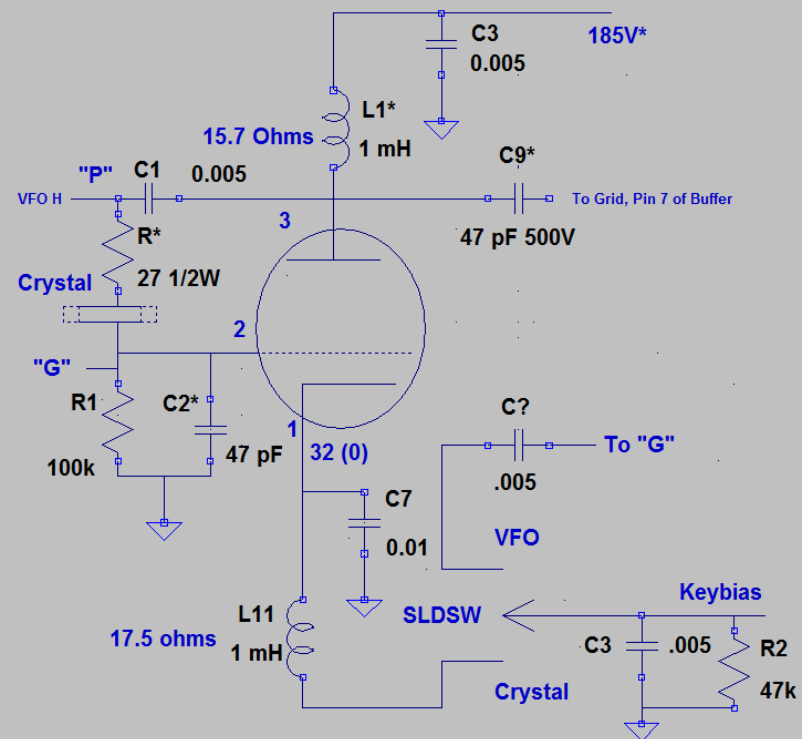 C3
0.005
185V*
L1*
15.7 Ohms
1 mH
"P"
C1
0.005
C9*
VFO H
To Grid, Pin 7 of Buffer
3
47 pF 500V
R*
27 1/2W
Crystal
2
"G"
R1
C2*
100k
47 pF
1
32 (0)
C?
To "G"
.005
C7
0.01
VFO
L11
17.5 ohms
1 mH
SLDSW
Keybias
C3
.005
R2
47k
Crystal